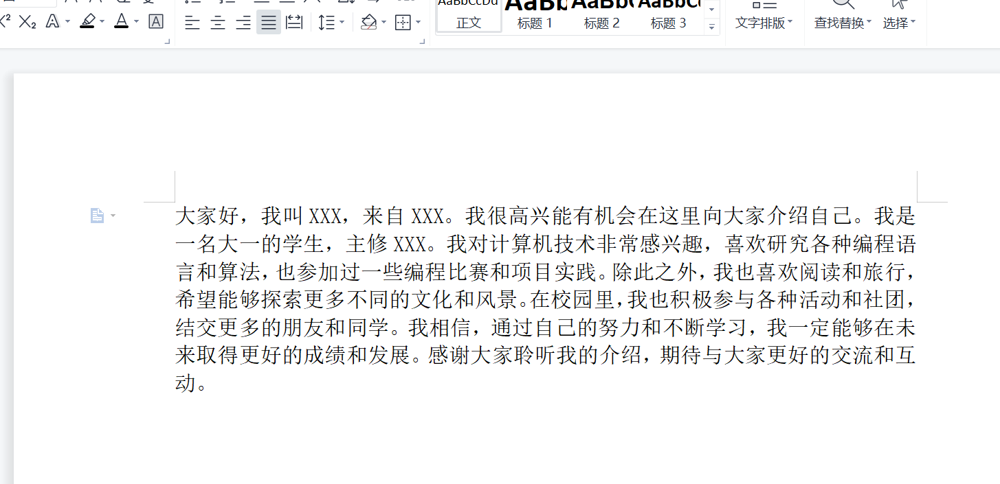 X² X₂ A A A
AaBbCcDd AaBb AaBb( AaBbC(
正文 标题 1 标题 2 标题 3 文字排版 查找替换 选择
大家好，我叫 XXX，来自 XXX。我很高兴能有机会在这里向大家介绍自己。我是
一名大一的学生，主修 XXX。我对计算机技术非常感兴趣，喜欢研究各种编程语
言和算法，也参加过一些编程比赛和项目实践。除此之外，我也喜欢阅读和旅行，
希望能够探索更多不同的文化和风景。在校园里，我也积极参与各种活动和社团，
结交更多的朋友和同学。我相信，通过自己的努力和不断学习，我一定能够在未
来取得更好的成绩和发展。感谢大家聆听我的介绍，期待与大家更好的交流和互
动。